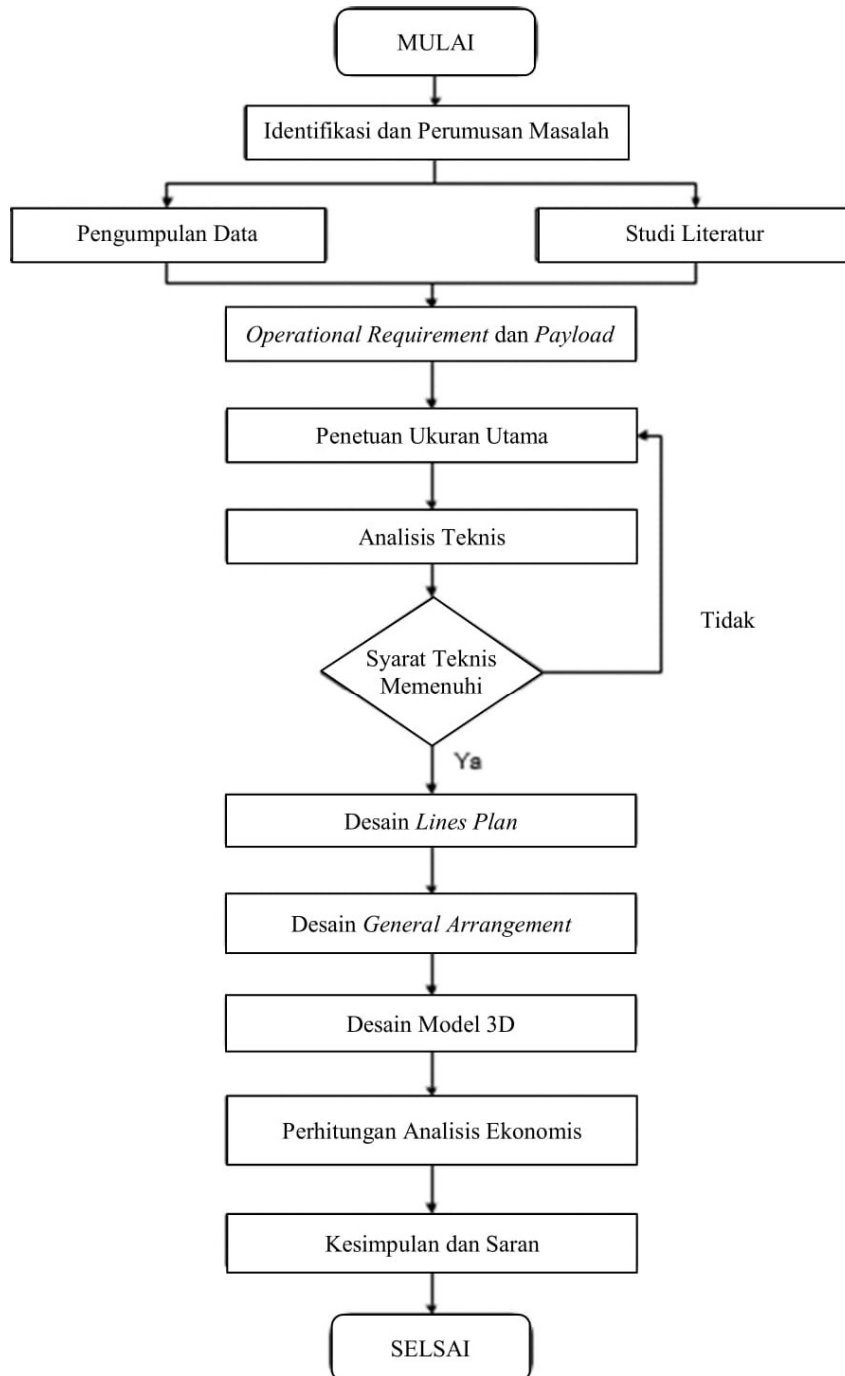 MULAI
Identifikasi dan Perumusan Masalah
Pengumpulan Data
Studi Literatur
Operational Requirement dan Payload
Penetuan Ukuran Utama
Analisis Teknis
Tidak
Syarat Teknis
Memenuhi
Ya
Desain Lines Plan
Desain General Arrangement
Desain Model 3D
Perhitungan Analisis Ekonomis
Kesimpulan dan Saran
SELSAI